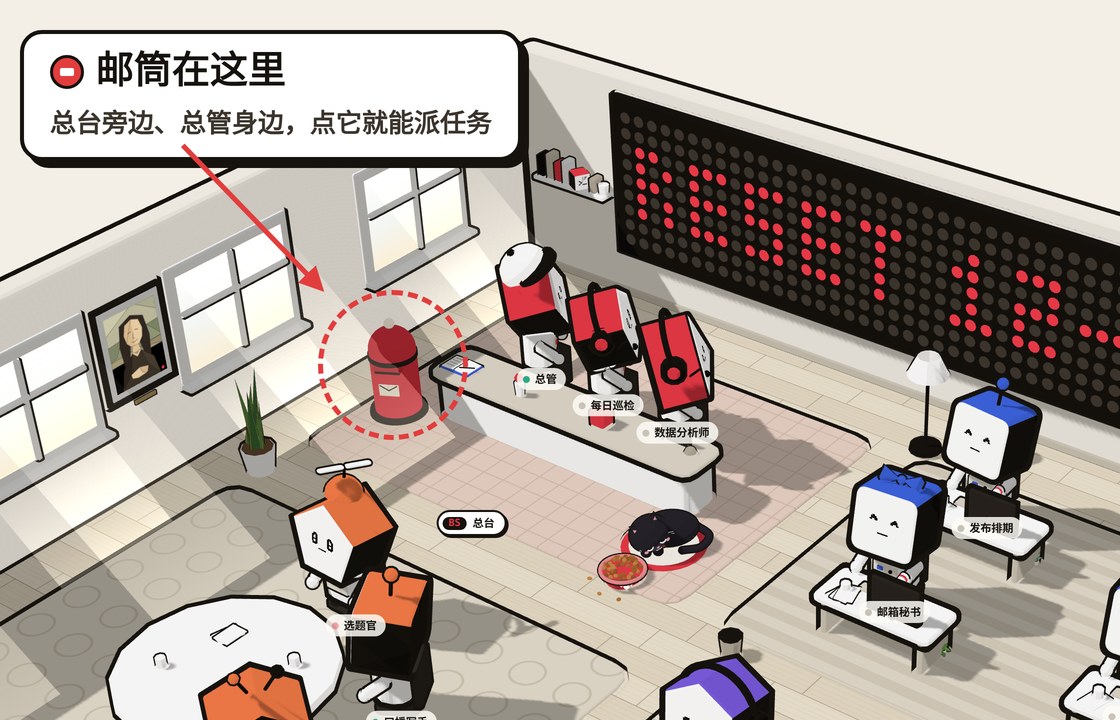 邮筒在这里
总台旁边、总管身边，点它就能派任务
RESET 12-
总管
每日巡检
数据分析师
BS 总台
发布排期
邮箱秘书
选题官